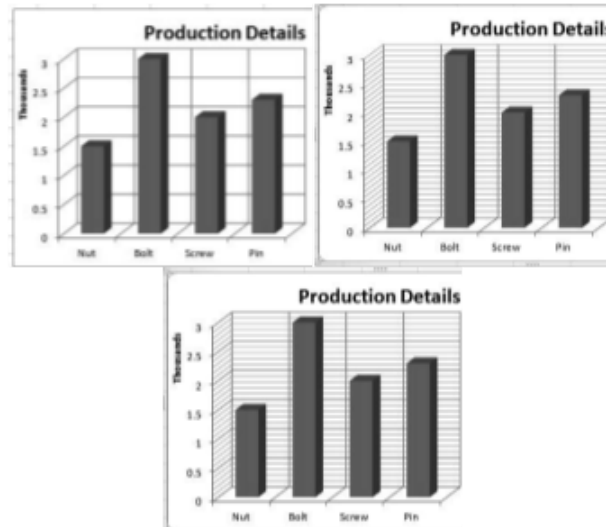 Production Details
Thousands
3
2.5
2
1.5
1
0.5
0
Nut Bolt Screw Pin
Production Details
Thousands
3
2.5
2
1.5
1
0.5
0
Nut Bolt Screw Pin
Production Details
Thousands
3
2.5
2
1.5
1
0.5
0
Nut Bolt Screw Pin